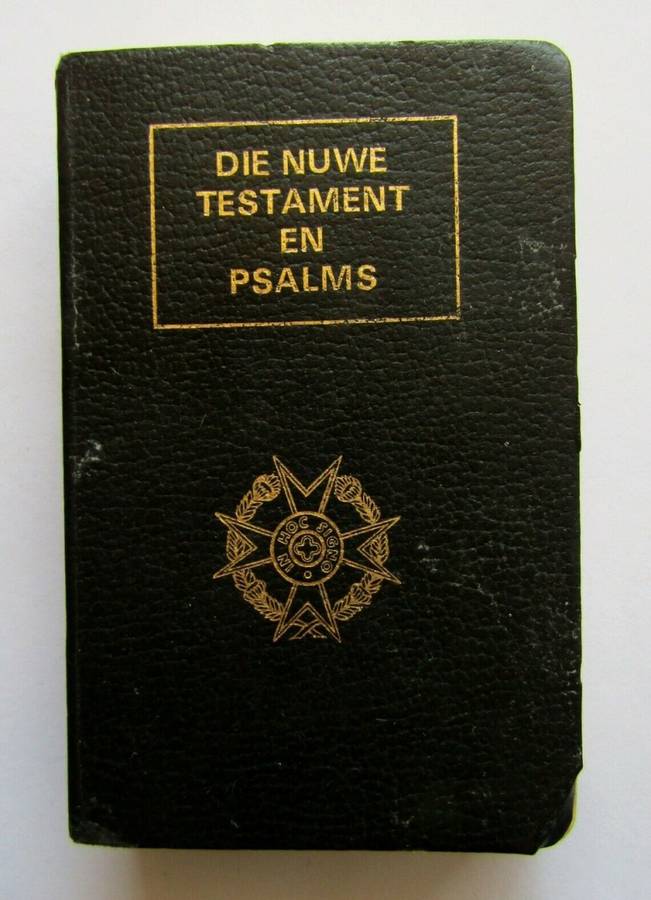 DIE NUWE
TESTAMENT
EN
PSALMS
IN HOC SIGNO